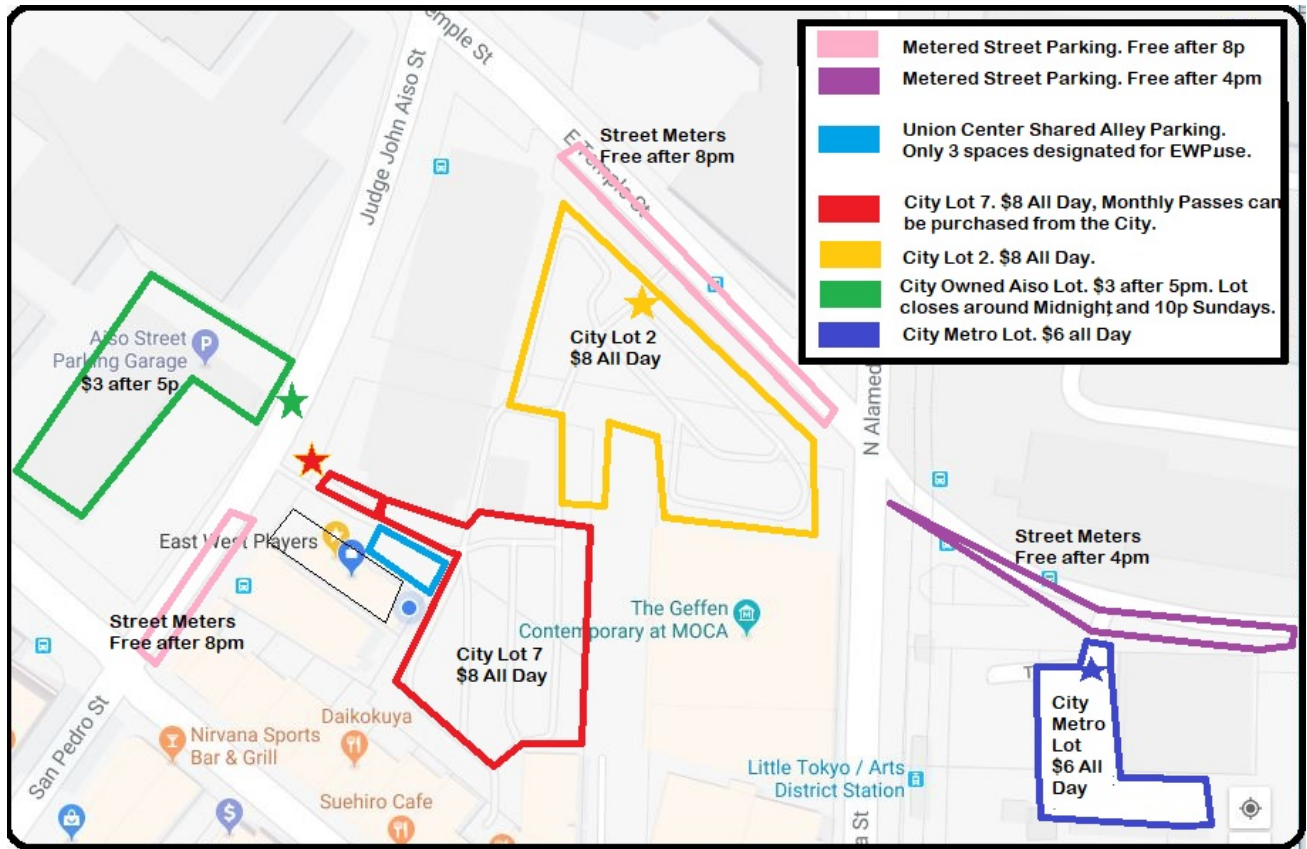 Metered Street Parking. Free after 8p
Metered Street Parking. Free after 4pm
Union Center Shared Alley Parking.
Only 3 spaces designated for EWP use.
City Lot 7. $8 All Day, Monthly Passes can
be purchased from the City.
City Lot 2. $8 All Day.
City Owned Aiso Lot. $3 after 5pm. Lot
closes around Midnight and 10p Sundays.
City Metro Lot. $6 all Day
emple St
Judge John Aiso St
E Temple St
Street Meters
Free after 8pm
City Lot 2
$8 All Day
Aiso Street
Parking Garage
P
$3 after 5p
N Alamed
East West Players
Street Meters
Free after 4pm
Street Meters
Free after 8pm
The Geffen
Contemporary at MOCA
City Lot 7
$8 All Day
T
City
Metro
Lot
$6 All
Day
San Pedro St
Nirvana Sports
Bar & Grill
Daikokuya
Suehiro Cafe
Little Tokyo / Arts
District Station
a St
$